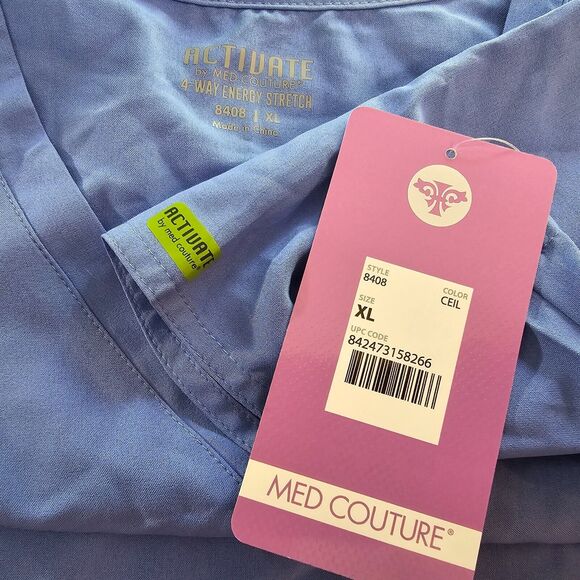 ACTIVATE
BY MED COUTURE®
4-WAY ENERGY STRETCH
8408 | XL
Made in China
ACTIVATE
by med couture®
STYLE
8408
COLOR
CEIL
SIZE
XL
UPC CODE
842473158266
MED COUTURE®